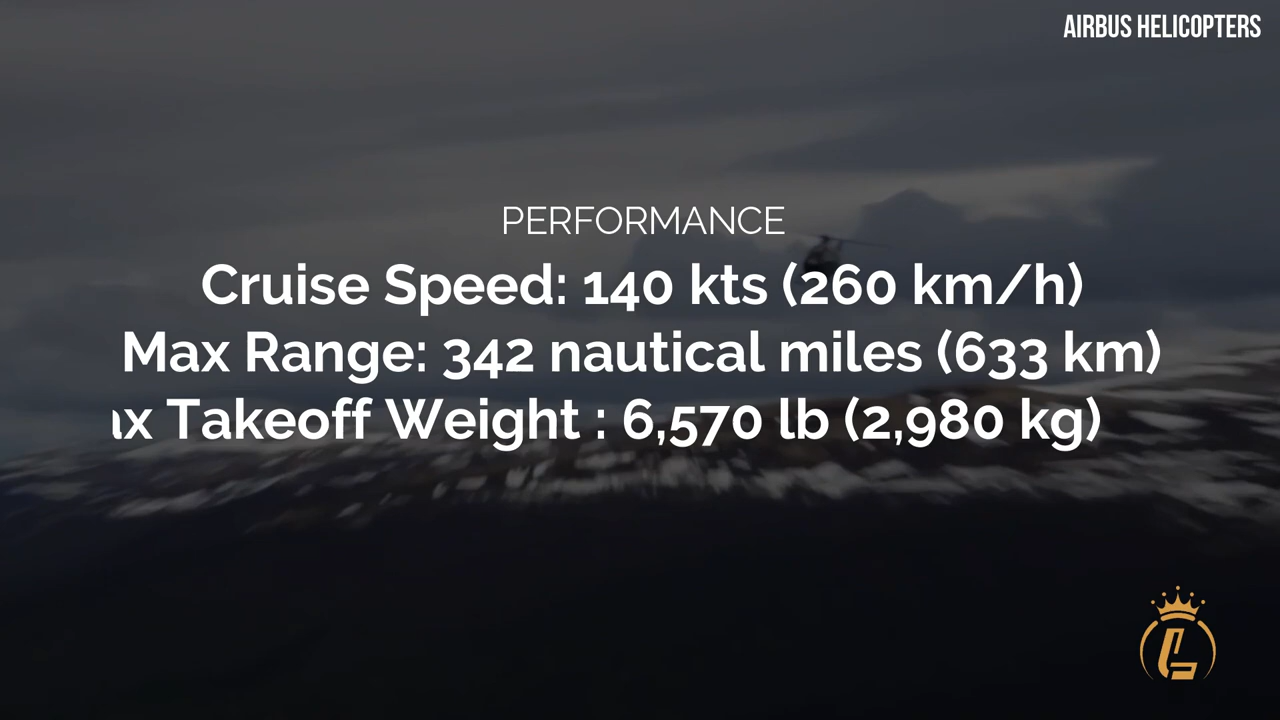 AIRBUS HELICOPTERS
PERFORMANCE
Cruise Speed: 140 kts (260 km/h)
Max Range: 342 nautical miles (633 km)
ax Takeoff Weight : 6,570 lb (2,980 kg)